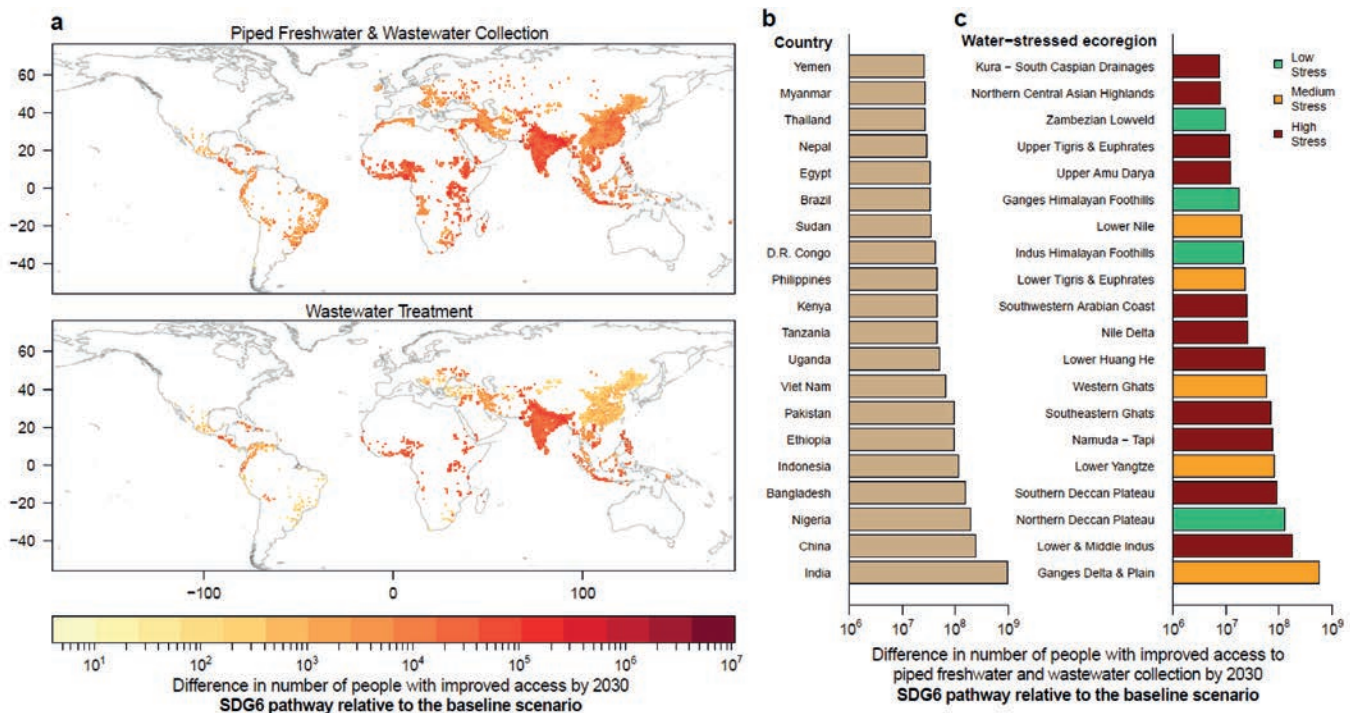 a
Piped Freshwater & Wastewater Collection
60
40
20
0
−20
−40
Wastewater Treatment
60
40
20
0
−20
−40
−100
0
100
10^1
10^2
10^3
10^4
10^5
10^6
10^7
Difference in number of people with improved access by 2030
SDG6 pathway relative to the baseline scenario
b
Country
Yemen
Myanmar
Thailand
Nepal
Egypt
Brazil
Sudan
D.R. Congo
Philippines
Kenya
Tanzania
Uganda
Viet Nam
Pakistan
Ethiopia
Indonesia
Bangladesh
Nigeria
China
India
10^6
10^7
10^8
10^9
c
Water−stressed ecoregion
Kura − South Caspian Drainages
Northern Central Asian Highlands
Zambezian Lowveld
Upper Tigris & Euphrates
Upper Amu Darya
Ganges Himalayan Foothills
Lower Nile
Indus Himalayan Foothills
Lower Tigris & Euphrates
Southwestern Arabian Coast
Nile Delta
Lower Huang He
Western Ghats
Southeastern Ghats
Namuda − Tapi
Lower Yangtze
Southern Deccan Plateau
Northern Deccan Plateau
Lower & Middle Indus
Ganges Delta & Plain
10^6
10^7
10^8
10^9
Low
Stress
Medium
Stress
High
Stress
Difference in number of people with improved access to
piped freshwater and wastewater collection by 2030
SDG6 pathway relative to the baseline scenario